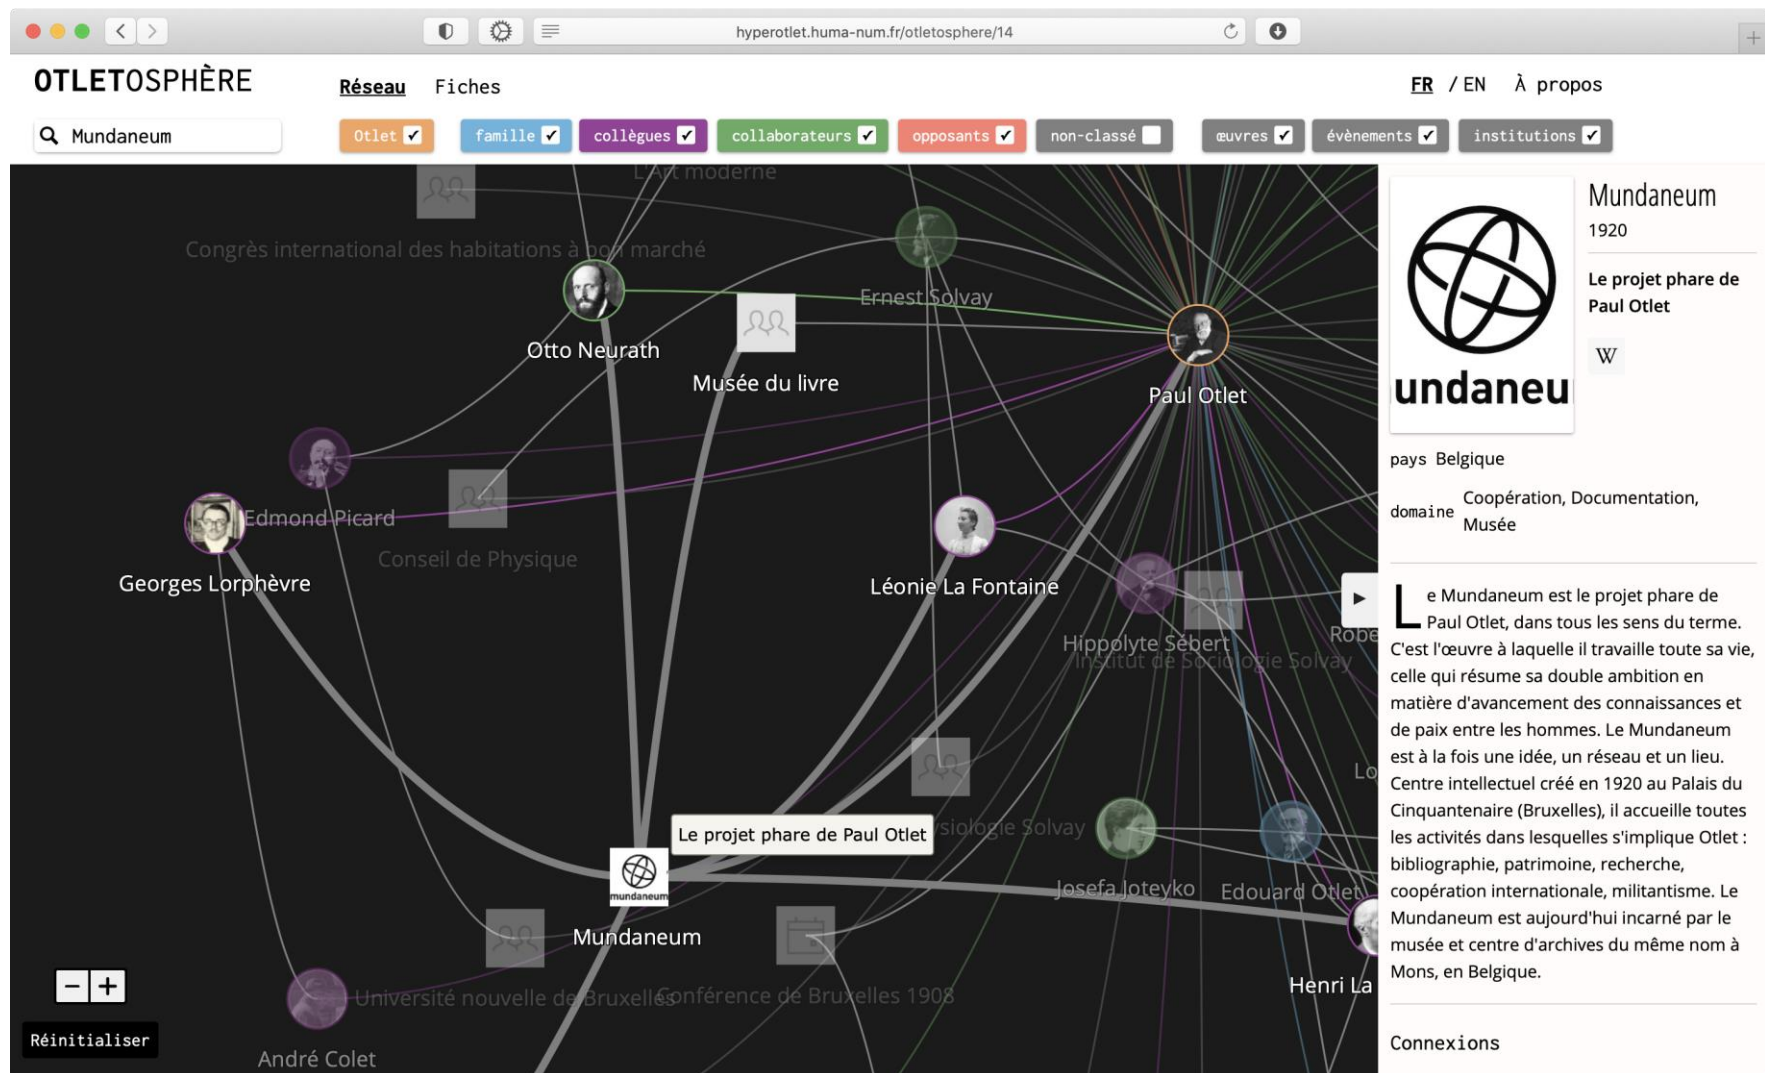 hyperotlet.huma-num.fr/otletosphere/14
OTLETOSPHÈRE
Réseau Fiches
FR / EN À propos
Mundaneum
Otlet famille collègues collaborateurs opposants non-classé œuvres évènements institutions
L'Art moderne
Congrès international des habitations à bon marché
Ernest Solvay
Otto Neurath
Musée du livre
Paul Otlet
Edmond Picard
Conseil de Physique
Georges Lorphèvre
Léonie La Fontaine
Hippolyte Sébert
Institut de Sociologie Solvay
Le projet phare de Paul Otlet
Solvay
Josefa Joteyko
Edouard Otlet
mundaneum
Mundaneum
Henri La
Université nouvelle de Bruxelles
Conférence de Bruxelles 1908
André Colet
− +
Réinitialiser
undaneu
Mundaneum
1920
Le projet phare de
Paul Otlet
W
pays Belgique
domaine Coopération, Documentation,
Musée
Le Mundaneum est le projet phare de
Paul Otlet, dans tous les sens du terme.
C'est l'œuvre à laquelle il travaille toute sa vie,
celle qui résume sa double ambition en
matière d'avancement des connaissances et
de paix entre les hommes. Le Mundaneum
est à la fois une idée, un réseau et un lieu.
Centre intellectuel créé en 1920 au Palais du
Cinquantenaire (Bruxelles), il accueille toutes
les activités dans lesquelles s'implique Otlet :
bibliographie, patrimoine, recherche,
coopération internationale, militantisme. Le
Mundaneum est aujourd'hui incarné par le
musée et centre d'archives du même nom à
Mons, en Belgique.
Connexions